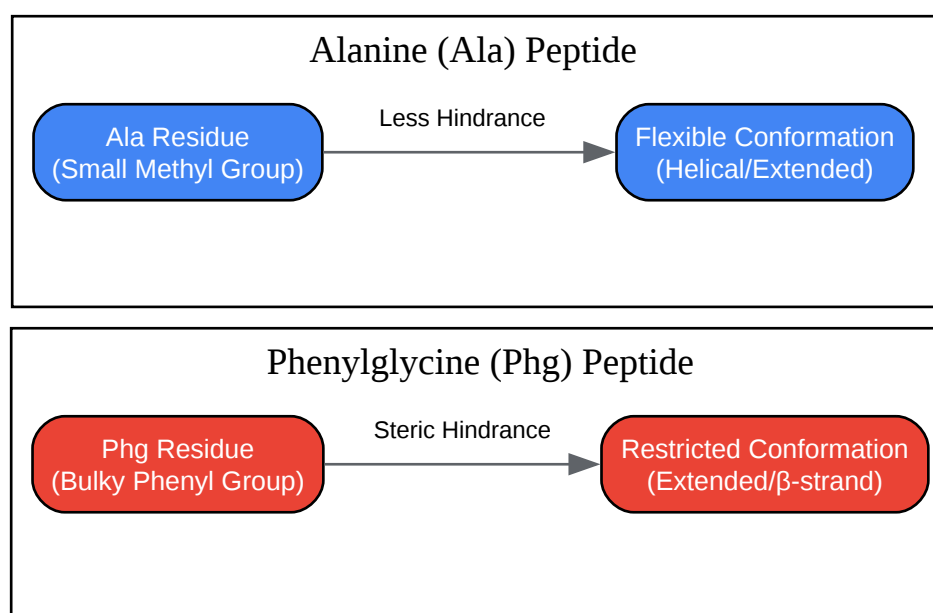 Alanine (Ala) Peptide
Ala Residue
(Small Methyl Group)
Less Hindrance
Flexible Conformation
(Helical/Extended)
Phenylglycine (Phg) Peptide
Phg Residue
(Bulky Phenyl Group)
Steric Hindrance
Restricted Conformation
(Extended/β-strand)